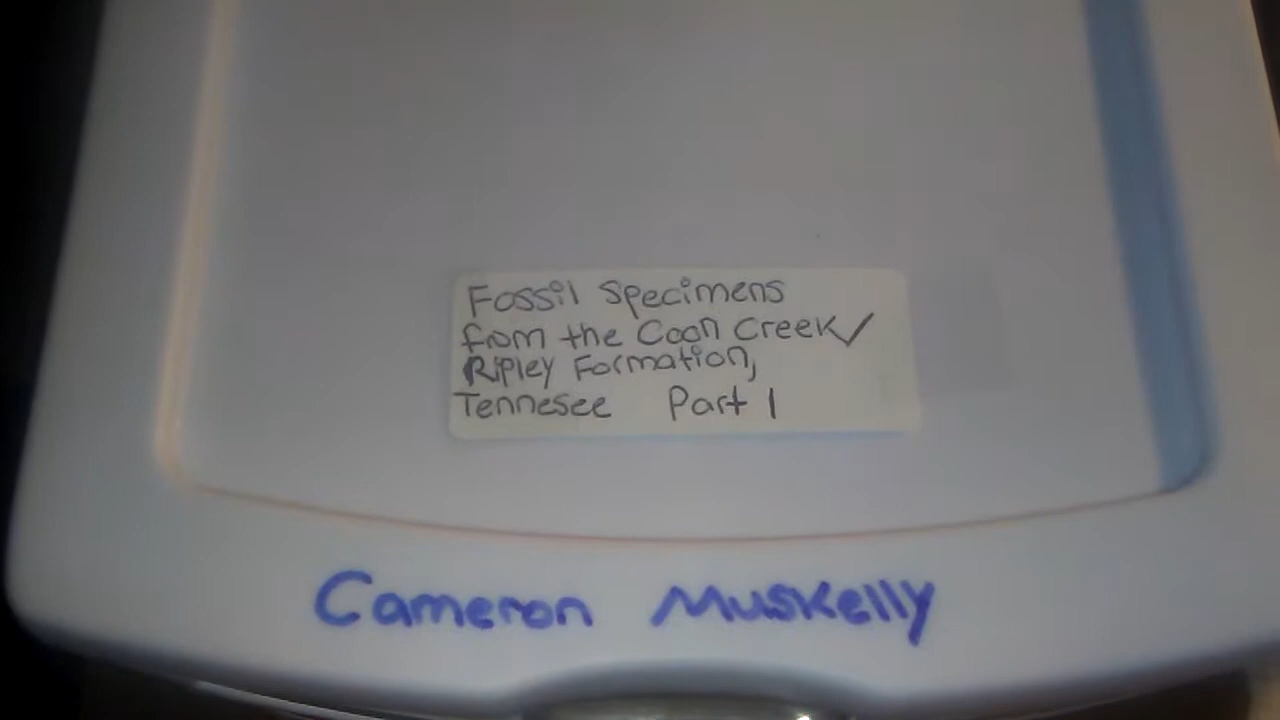 Fossil Specimens
from the Coon Creek/
Ripley Formation,
Tennesee Part 1
Cameron Muskelly